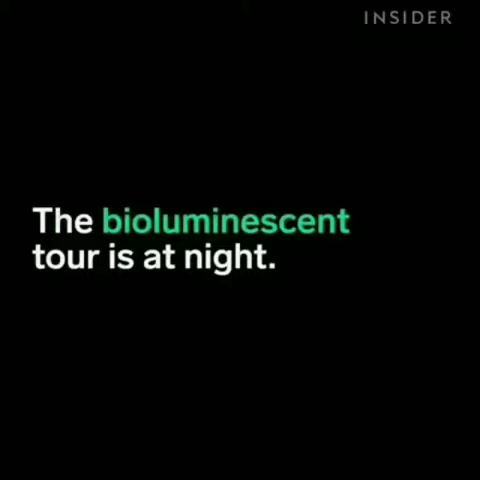 INSIDER
The bioluminescent
tour is at night.